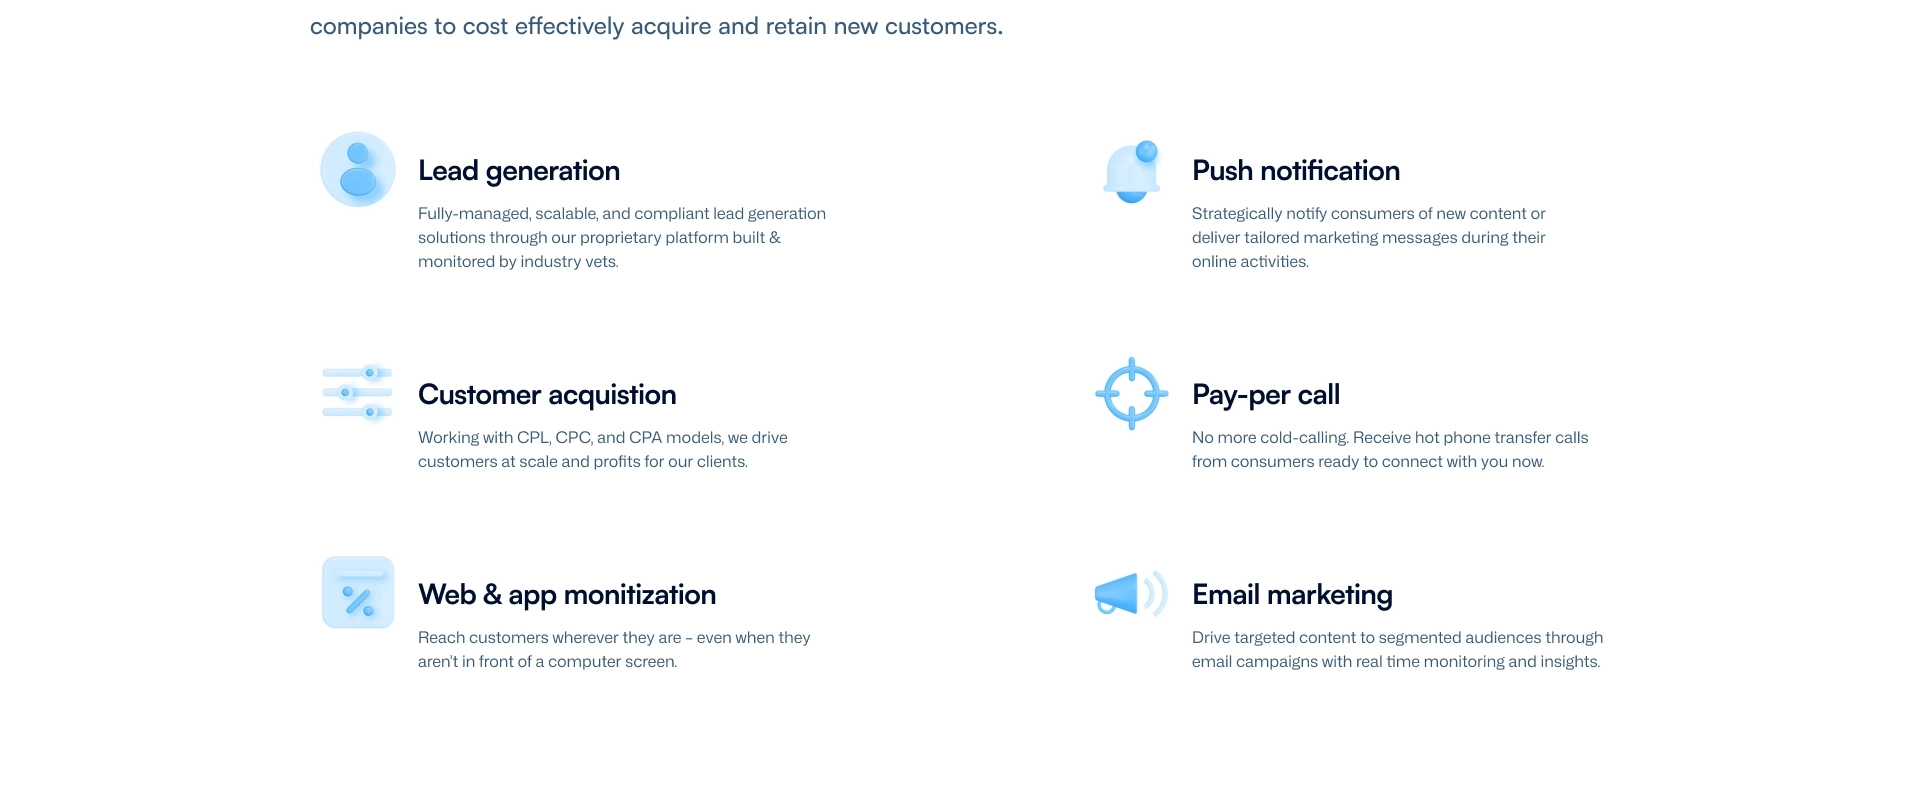 companies to cost effectively acquire and retain new customers.
Lead generation
Fully-managed, scalable, and compliant lead generation
solutions through our proprietary platform built &
monitored by industry vets.
Push notification
Strategically notify consumers of new content or
deliver tailored marketing messages during their
online activities.
Customer acquistion
Working with CPL, CPC, and CPA models, we drive
customers at scale and profits for our clients.
Pay-per call
No more cold-calling. Receive hot phone transfer calls
from consumers ready to connect with you now.
Web & app monitization
Reach customers wherever they are – even when they
aren't in front of a computer screen.
Email marketing
Drive targeted content to segmented audiences through
email campaigns with real time monitoring and insights.